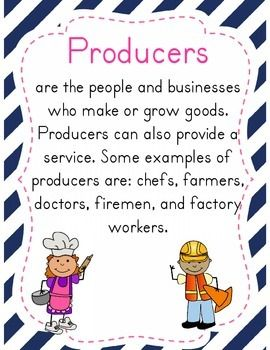 Producers
are the people and businesses
who make or grow goods.
Producers can also provide a
service. Some examples of
producers are: chefs, farmers,
doctors, firemen, and factory
workers.